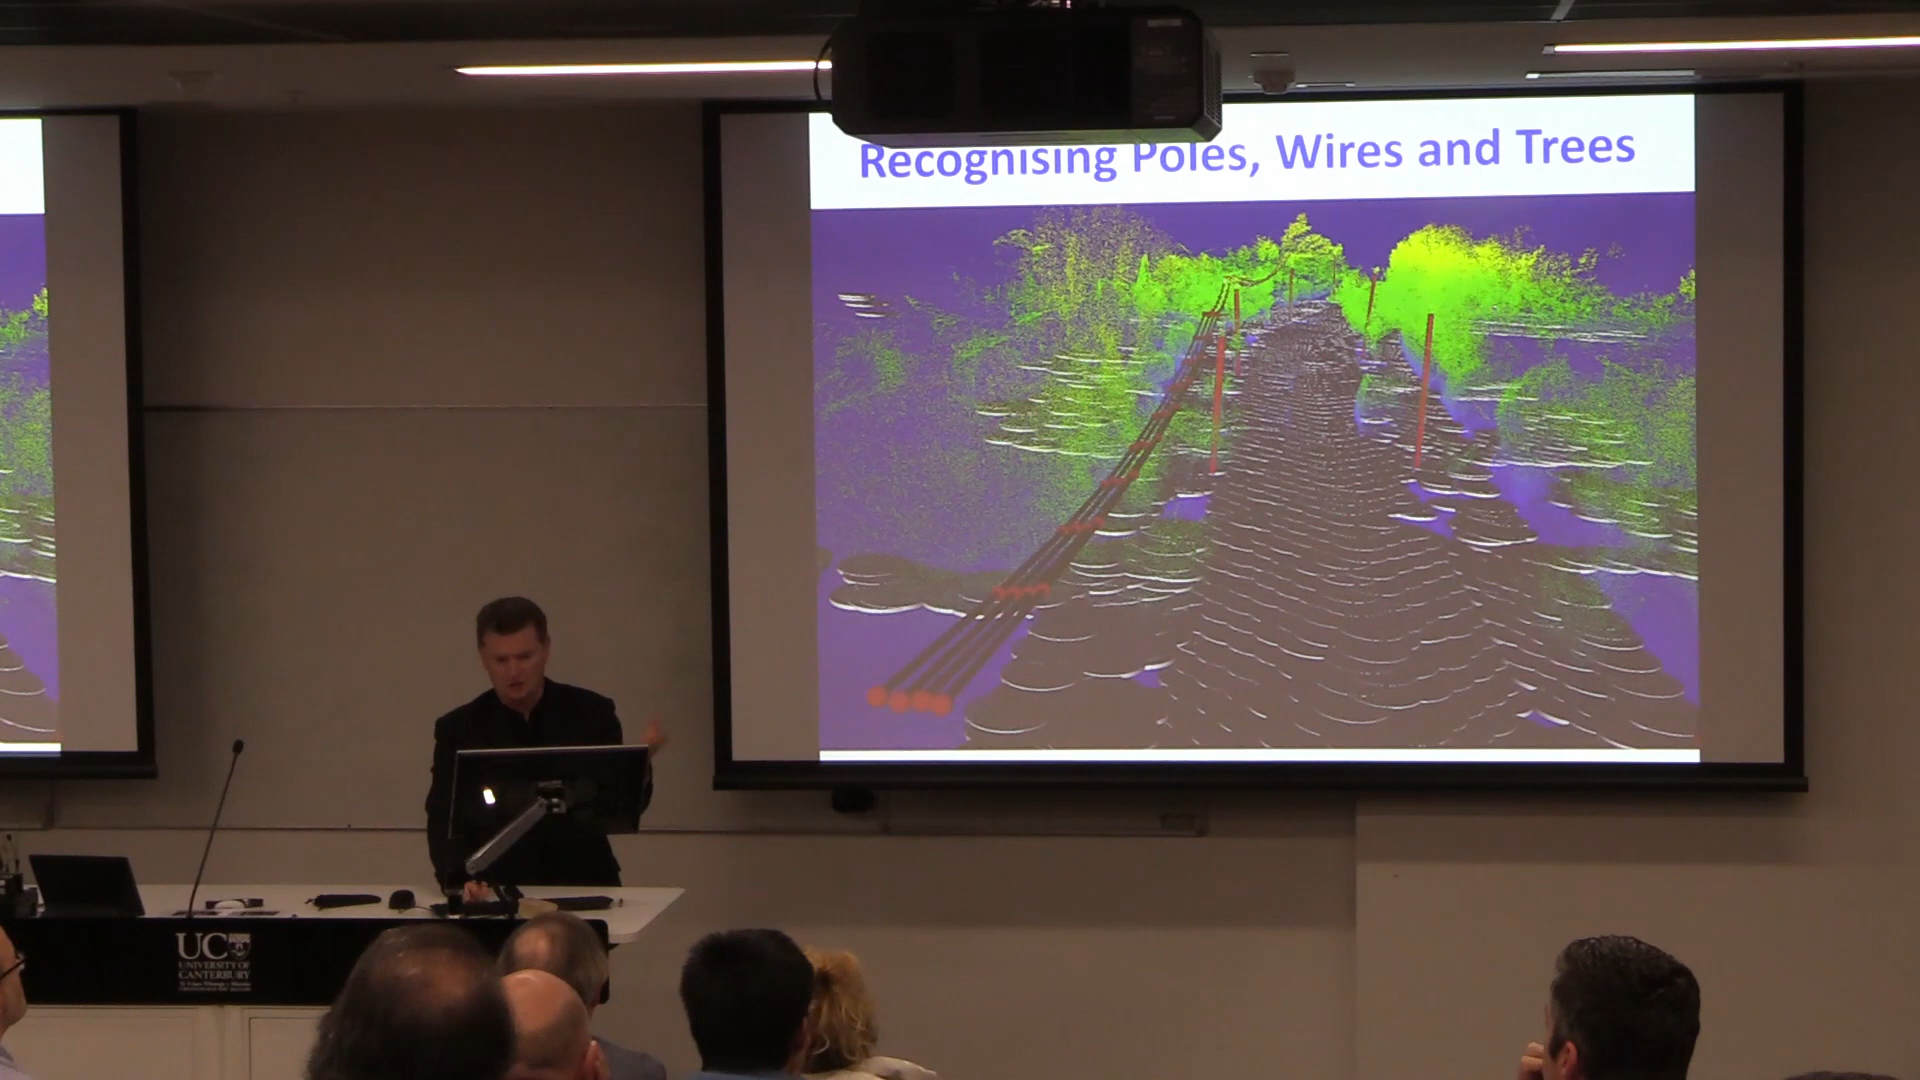 Recognising Poles, Wires and Trees
UC
UNIVERSITY OF
CANTERBURY